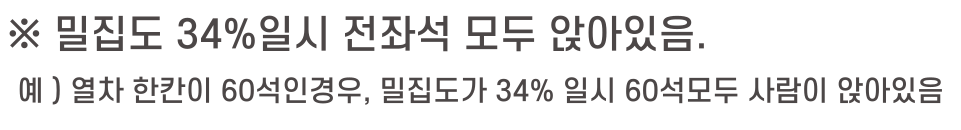 ※ 밀집도 34%일시 전좌석 모두 앉아있음.
예 ) 열차 한칸이 60석인경우, 밀집도가 34% 일시 60석모두 사람이 앉아있음